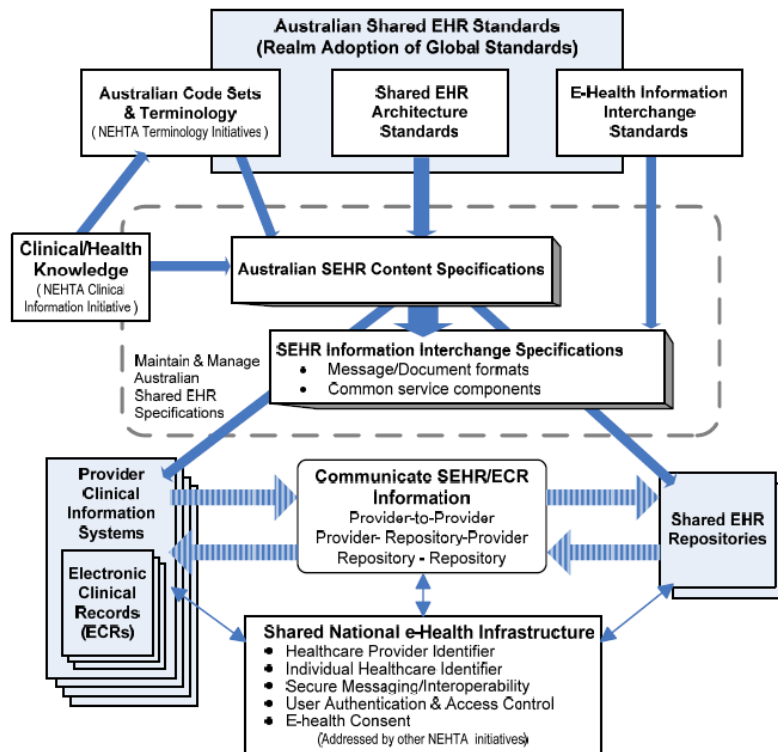 Australian Shared EHR Standards
(Realm Adoption of Global Standards)
Australian Code Sets
& Terminology
( NEHTA Terminology Initiatives)
Shared EHR
Architecture
Standards
E-Health Information
Interchange
Standards
Clinical/Health
Knowledge
( NEHTA Clinical
Information Initiative )
Australian SEHR Content Specifications
SEHR Information Interchange Specifications
• Message/Document formats
• Common service components
Maintain & Manage
Australian
Shared EHR
Specifications
Provider
Clinical
Information
Systems
Electronic
Clinical
Records
(ECRs)
Communicate SEHR/ECR
Information
Provider-to-Provider
Provider- Repository-Provider
Repository - Repository
Shared EHR
Repositories
Shared National e-Health Infrastructure
• Healthcare Provider Identifier
• Individual Healthcare Identifier
• Secure Messaging/Interoperability
• User Authentication & Access Control
• E-health Consent
(Addressed by other NEHTA initiatives)